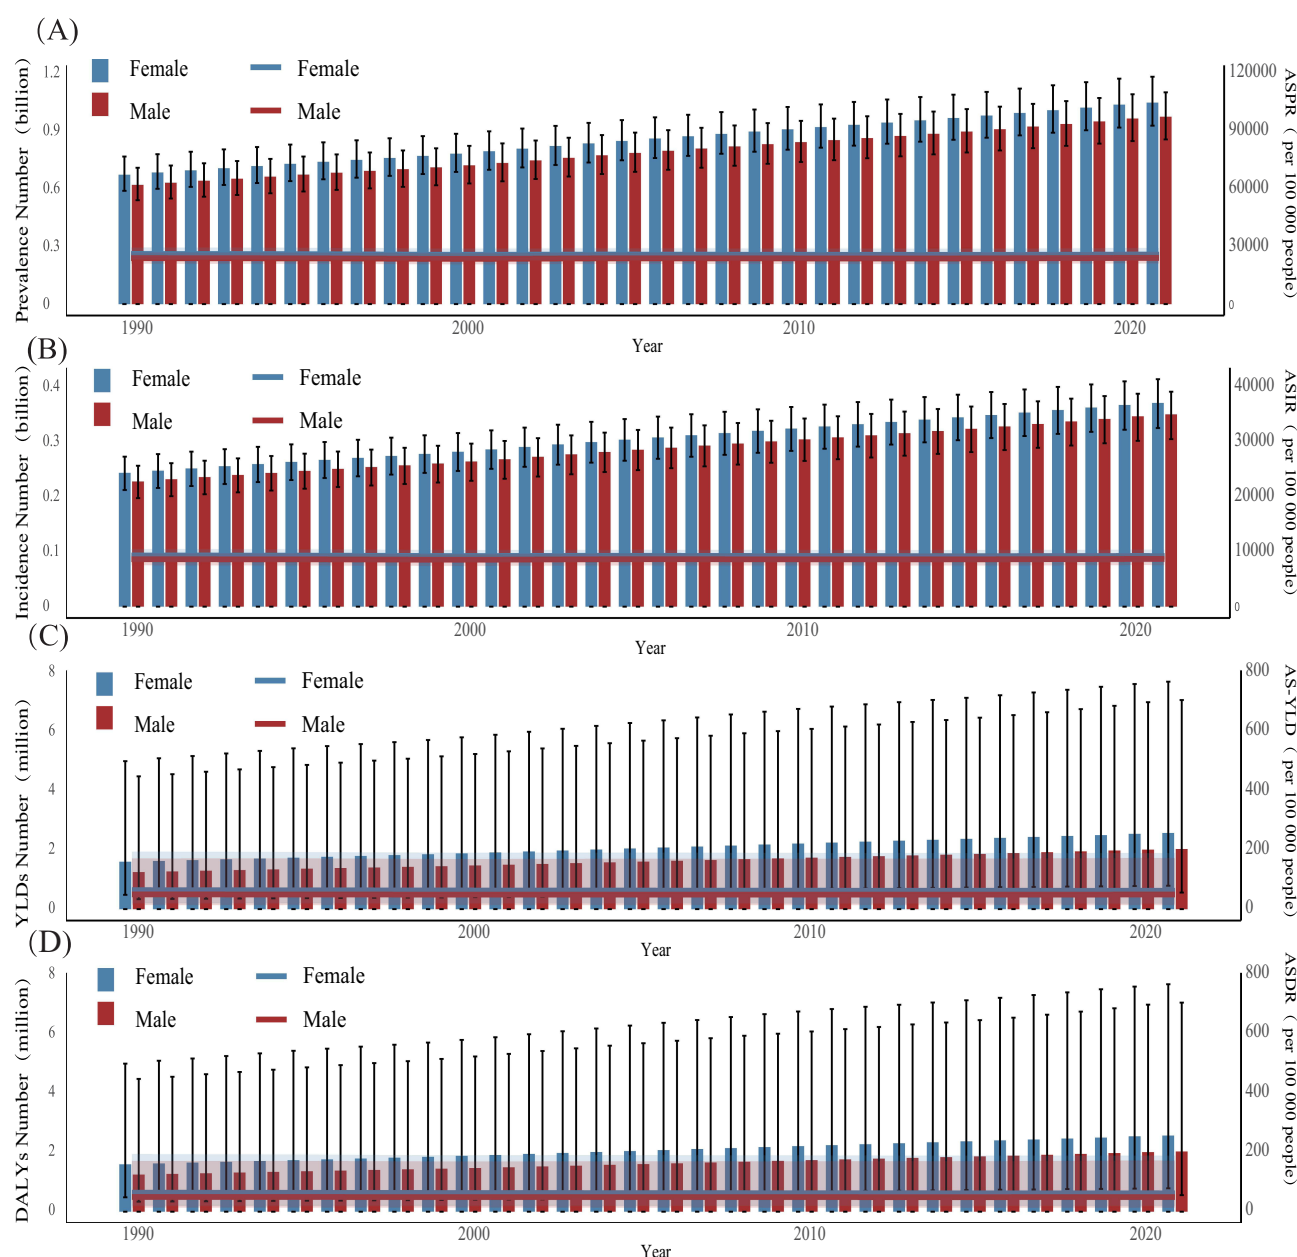 (A)
Female Female
Male Male
Prevalence Number (billion)
1.2
0.9
0.6
0.3
0
120000
90000
60000
30000
0
ASPR ( per 100 000 people)
1990 2000 2010 2020
Year
(B)
Female Female
Male Male
Incidence Number (billion)
0.4
0.3
0.2
0.1
0
40000
30000
20000
10000
0
ASIR ( per 100 000 people)
1990 2000 2010 2020
Year
(C)
Female Female
Male Male
YLDs Number (million)
8
6
4
2
0
800
600
400
200
0
AS-YLD ( per 100 000 people)
1990 2000 2010 2020
Year
(D)
Female Female
Male Male
DALYs Number (million)
8
6
4
2
0
800
600
400
200
0
ASDR ( per 100 000 people)
1990 2000 2010 2020
Year